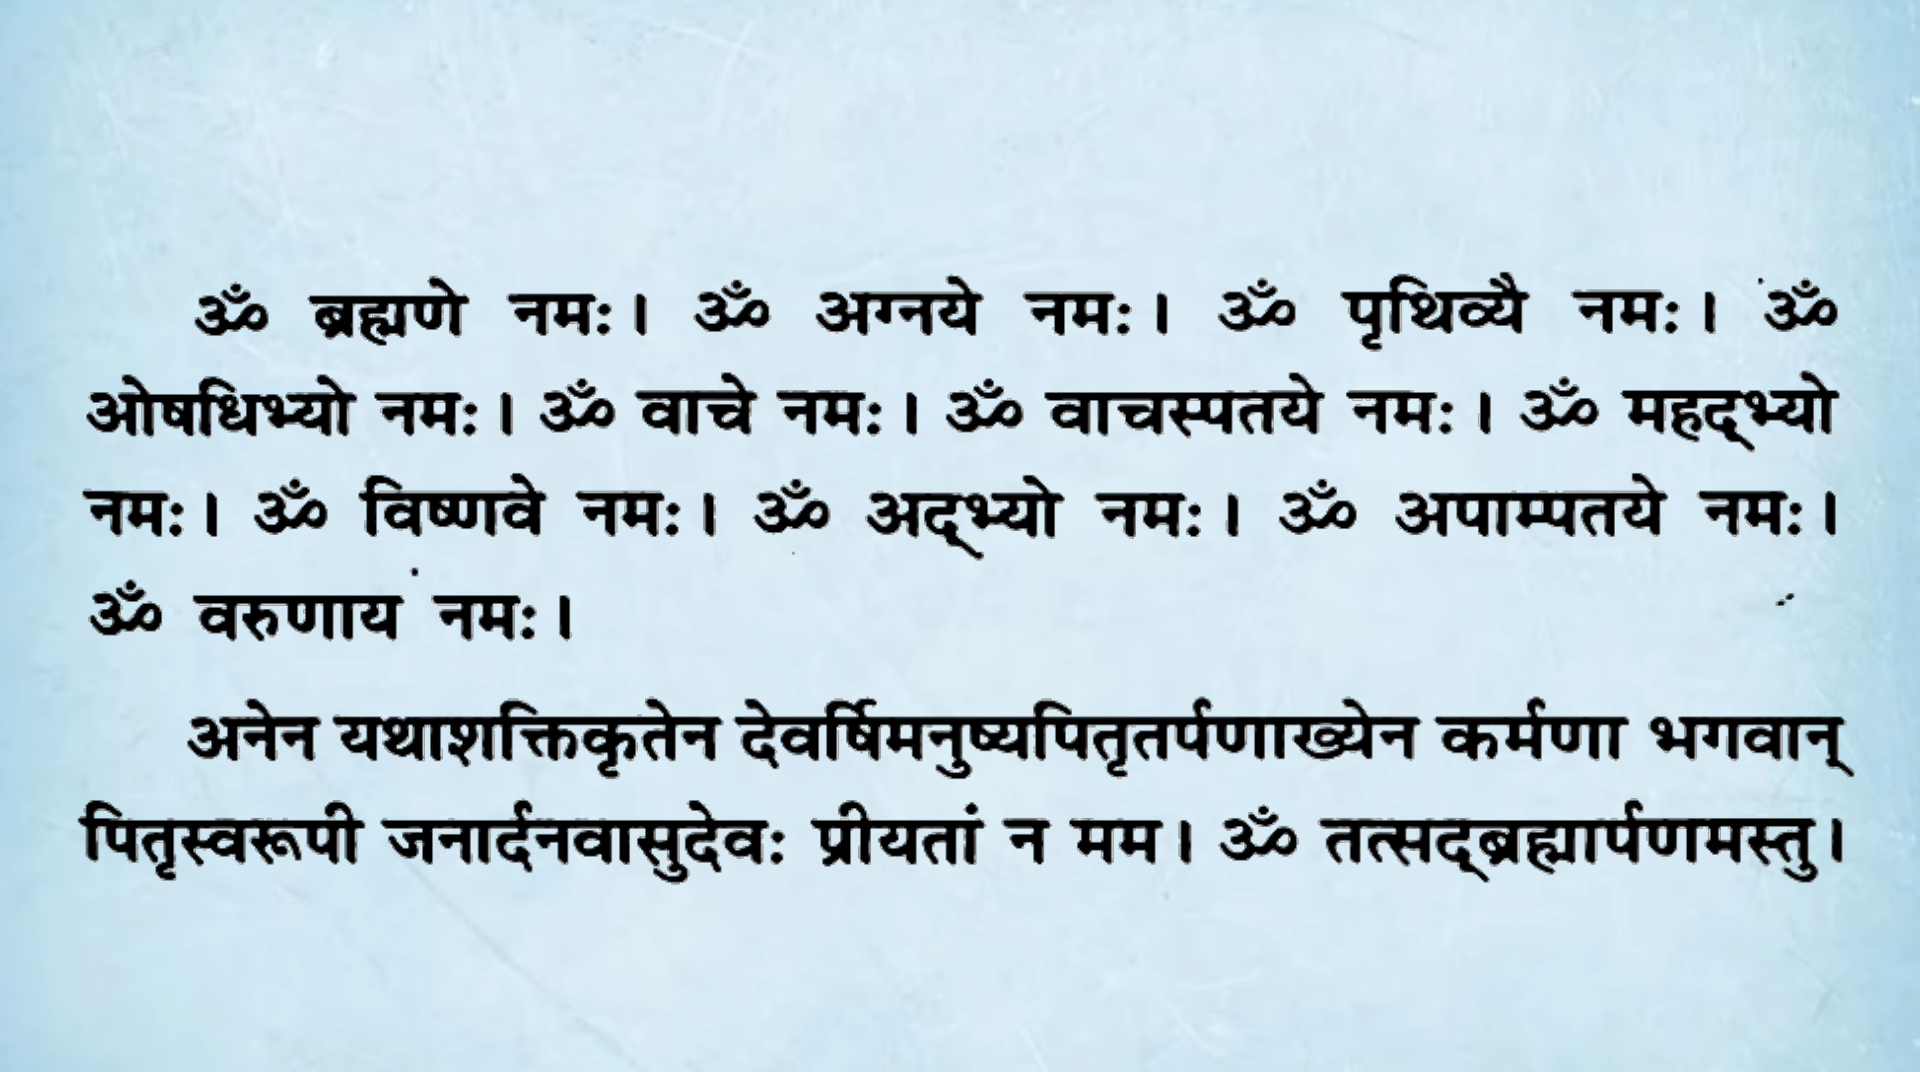 ॐ ब्रह्मणे नमः। ॐ अग्नये नमः। ॐ पृथिव्यै नमः। ॐ
ओषधिभ्यो नमः। ॐ वाचे नमः। ॐ वाचस्पतये नमः। ॐ महद्भ्यो
नमः। ॐ विष्णवे नमः। ॐ अद्भ्यो नमः। ॐ अपाम्पतये नमः।
ॐ वरुणाय नमः।
अनेन यथाशक्तिकृतेन देवर्षिमनुष्यपितृतर्पणाख्येन कर्मणा भगवान्
पितृस्वरूपी जनार्दनवासुदेवः प्रीयतां न मम। ॐ तत्सद्ब्रह्मार्पणमस्तु।